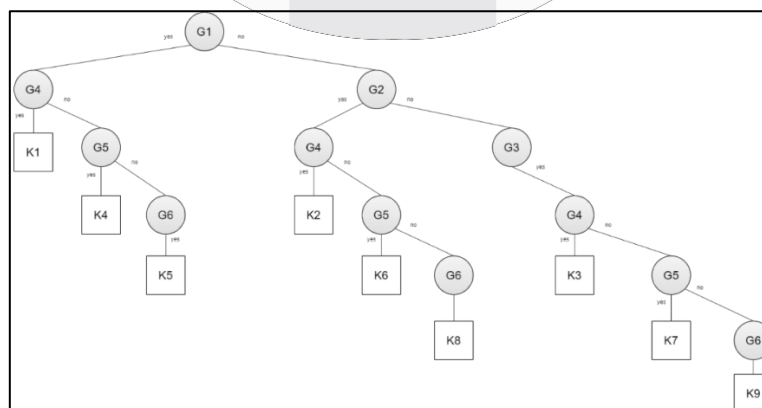 yes G1 no
G4 no yes G2 no
yes
K1 G5 no G4 no G3 yes
yes yes
K4 G6 K2 G5 no G4 no
yes yes yes
K5 K6 G6 K3 G5 no
yes
K8 K7 G6
K9